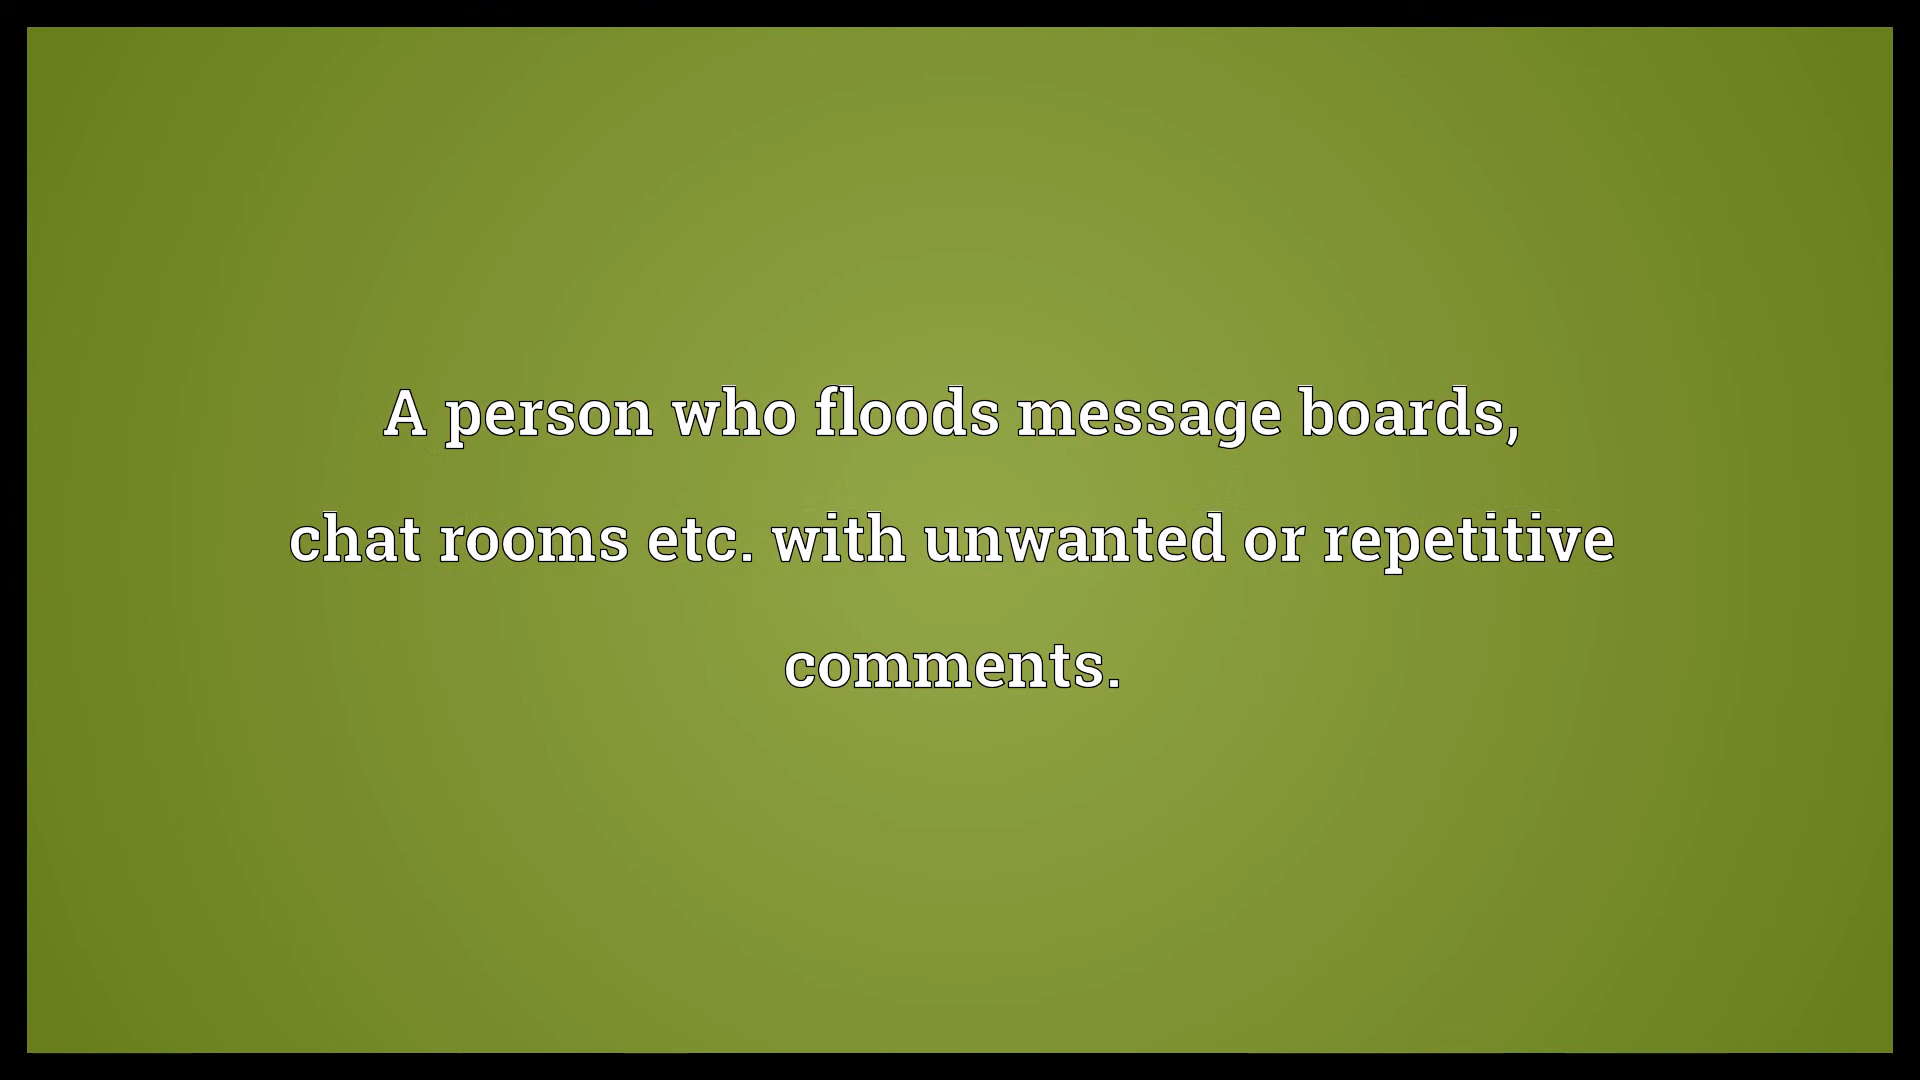 A person who floods message boards,
chat rooms etc. with unwanted or repetitive
comments.